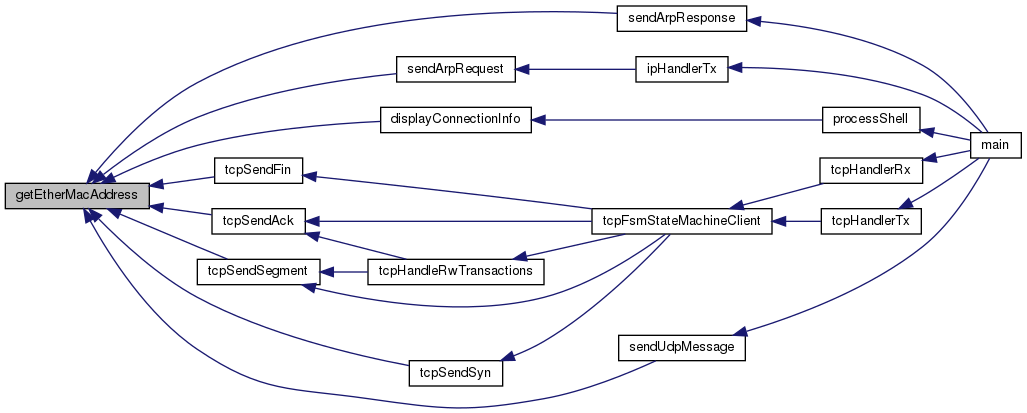 sendArpResponse
sendArpRequest
ipHandlerTx
displayConnectionInfo
processShell
main
tcpSendFin
tcpHandlerRx
getEtherMacAddress
tcpSendAck
tcpFsmStateMachineClient
tcpHandlerTx
tcpSendSegment
tcpHandleRwTransactions
sendUdpMessage
tcpSendSyn